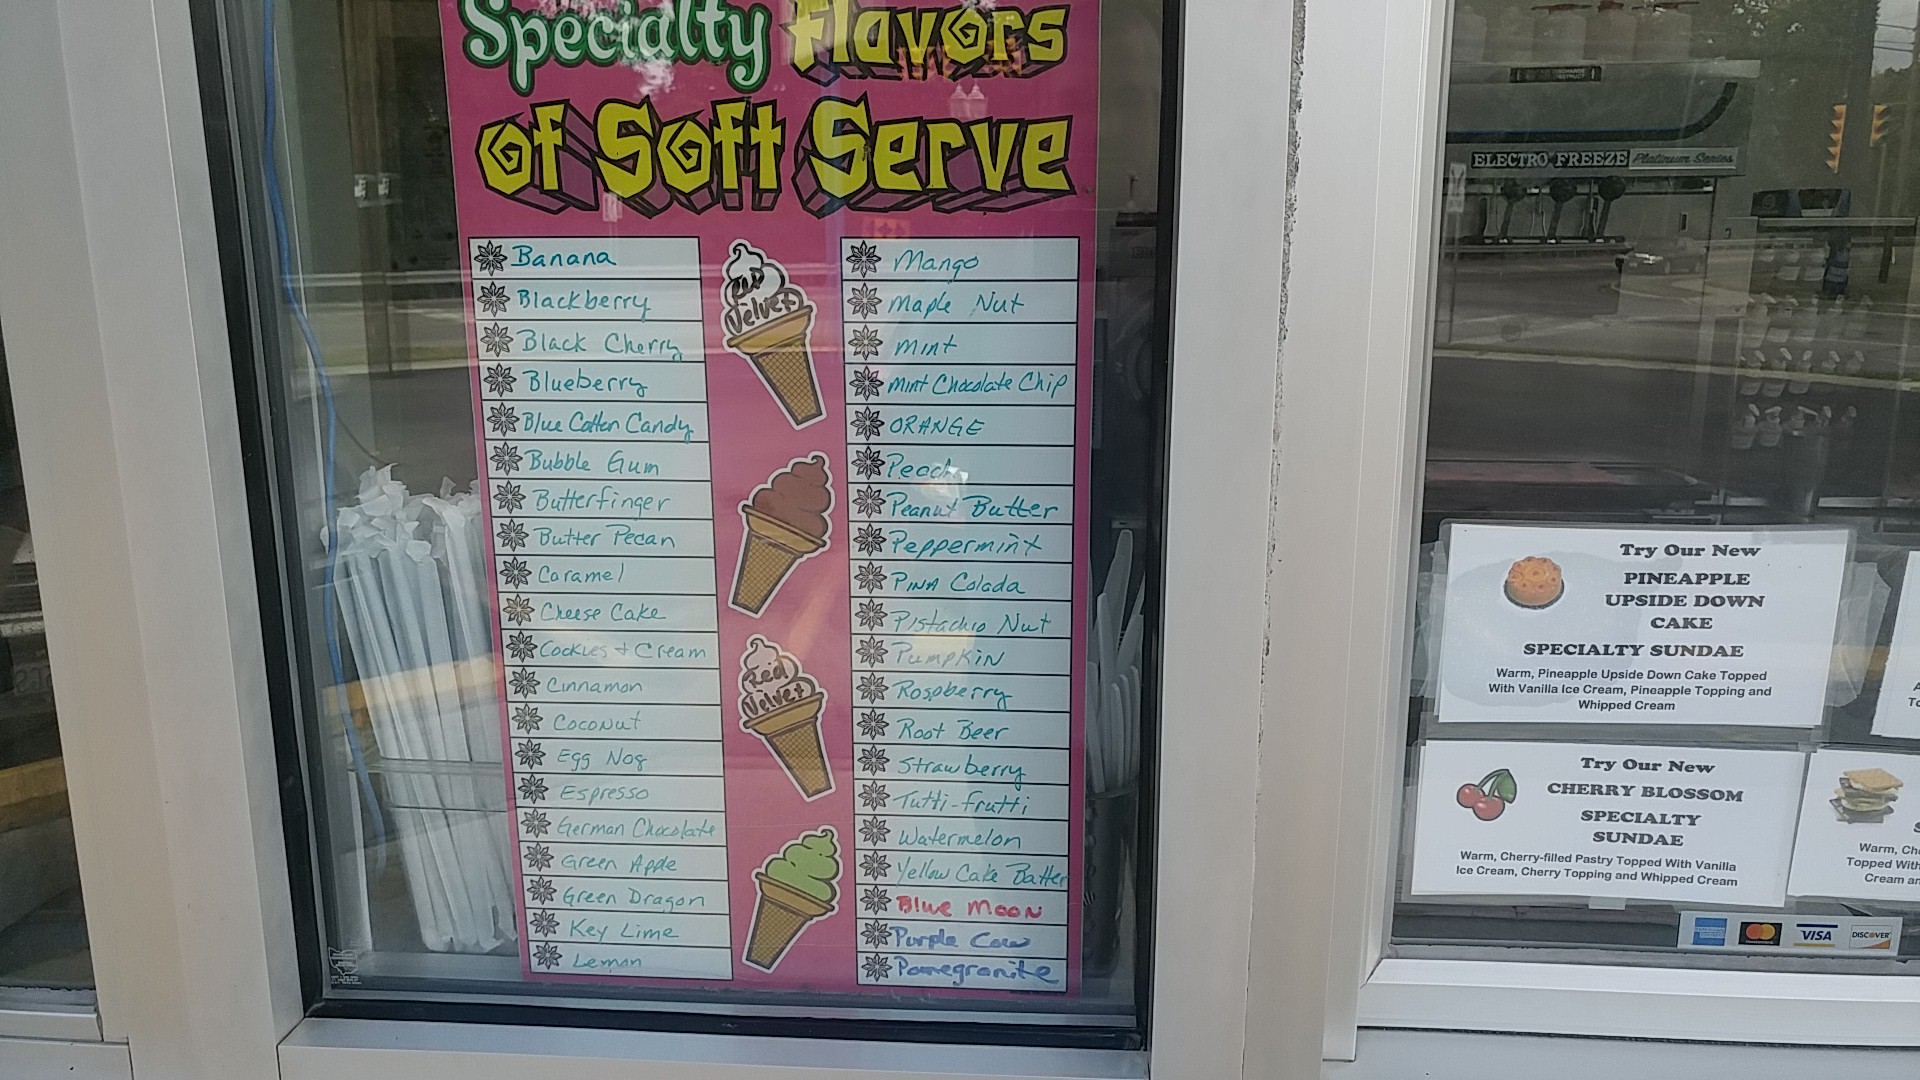 Specialty Flavors
of Soft Serve
Banana
Blackberry
Black Cherry
Blueberry
Blue Cotton Candy
Bubble Gum
Butterfinger
Butter Pecan
Caramel
Cheese Cake
Cookies + Cream
Cinnamon
Coconut
Egg Nog
Espresso
German Chocolate
Green Apple
Green Dragon
Key Lime
Lemon
Red
Velvet
Red
Velvet
Mango
Maple Nut
Mint
Mint Chocolate Chip
ORANGE
Peach
Peanut Butter
Peppermint
PINA Colada
Pistachio Nut
Pumpkin
Raspberry
Root Beer
Strawberry
Tutti-frutti
Watermelon
Yellow Cake Batter
Blue Moon
Purple Cow
Pomegranite
ELECTRO FREEZE Platinum Series
Try Our New
PINEAPPLE
UPSIDE DOWN
CAKE
SPECIALTY SUNDAE
Warm, Pineapple Upside Down Cake Topped
With Vanilla Ice Cream, Pineapple Topping and
Whipped Cream
Try Our New
CHERRY BLOSSOM
SPECIALTY
SUNDAE
Warm, Cherry-filled Pastry Topped With Vanilla
Ice Cream, Cherry Topping and Whipped Cream
Warm,
Topped With
Cream
VISA
DISCOVER